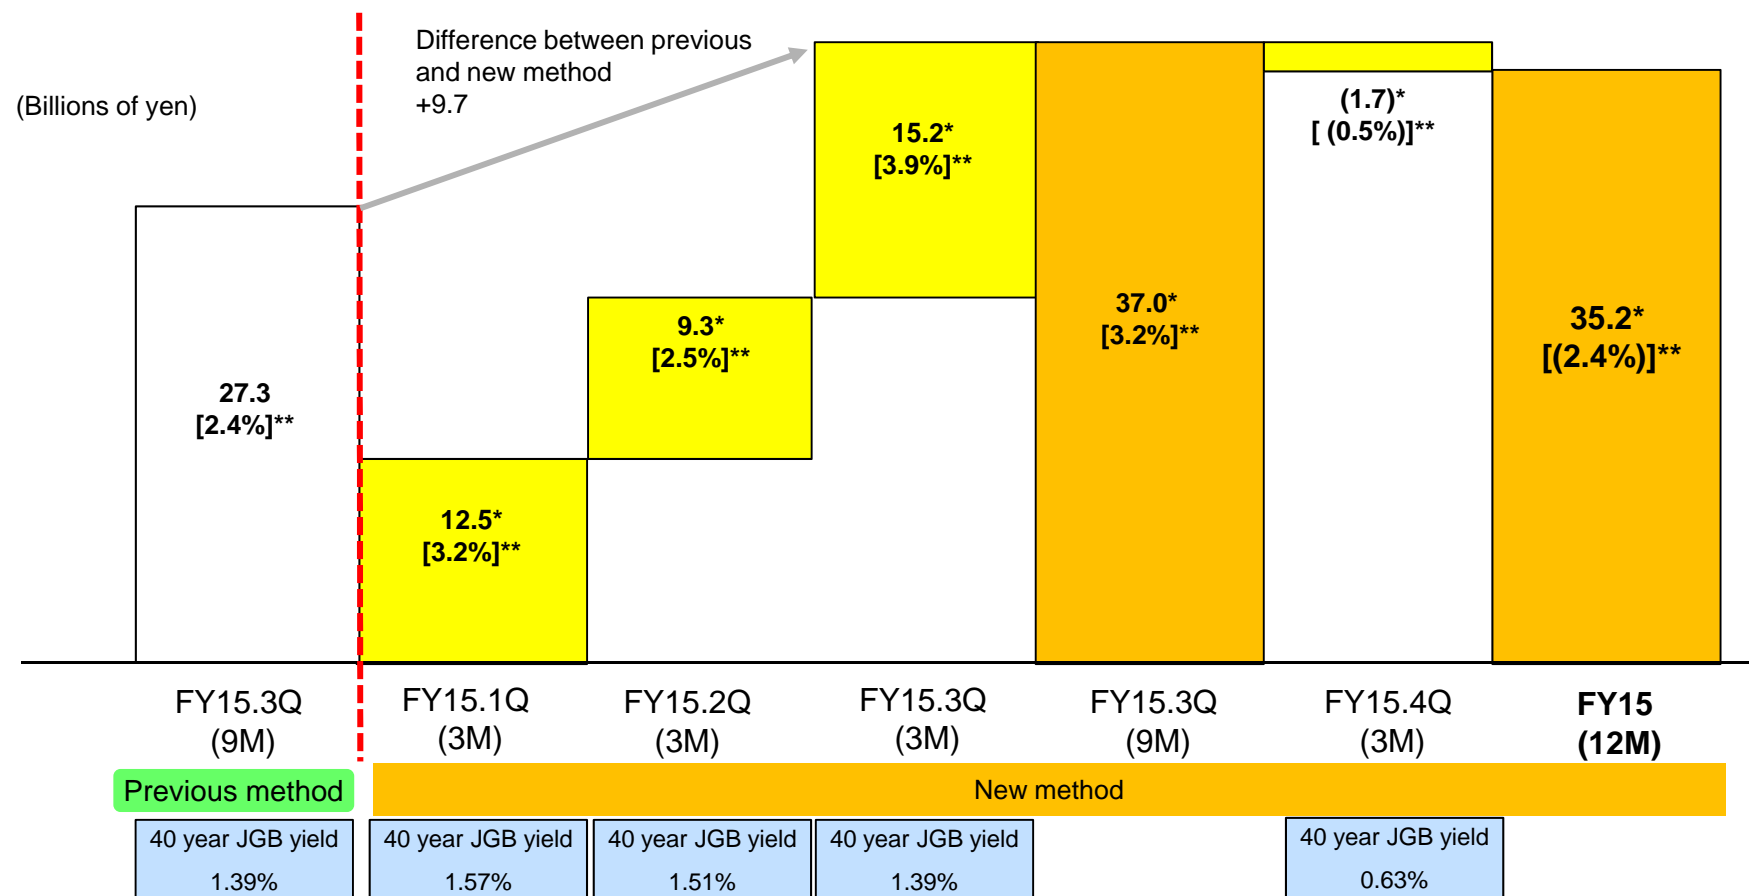 Difference between previous
and new method
+9.7
(Billions of yen)
27.3
[2.4%]**
12.5*
[3.2%]**
9.3*
[2.5%]**
15.2*
[3.9%]**
37.0*
[3.2%]**
(1.7)*
[ (0.5%)]**
35.2*
[(2.4%)]**
FY15.3Q
(9M)
FY15.1Q
(3M)
FY15.2Q
(3M)
FY15.3Q
(3M)
FY15.3Q
(9M)
FY15.4Q
(3M)
FY15
(12M)
Previous method
New method
40 year JGB yield
1.39%
40 year JGB yield
1.57%
40 year JGB yield
1.51%
40 year JGB yield
1.39%
40 year JGB yield
0.63%